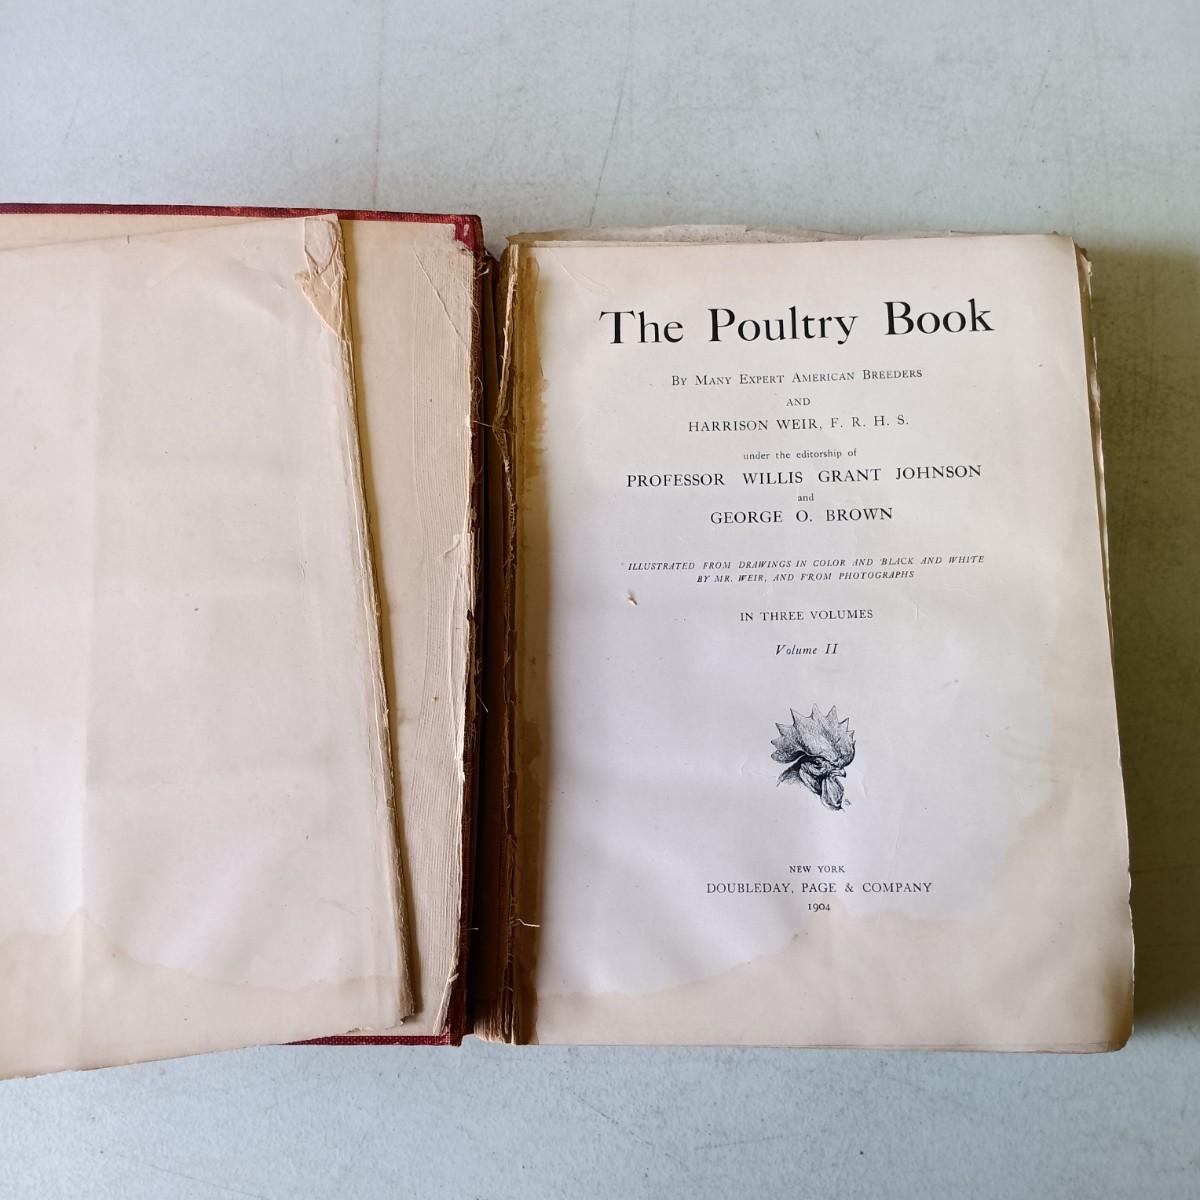 The Poultry Book
By Many Expert American Breeders
AND
HARRISON WEIR, F. R. H. S.
under the editorship of
PROFESSOR WILLIS GRANT JOHNSON
and
GEORGE O. BROWN
ILLUSTRATED FROM DRAWINGS IN COLOR AND BLACK AND WHITE
BY MR. WEIR, AND FROM PHOTOGRAPHS
IN THREE VOLUMES
Volume II
NEW YORK
DOUBLEDAY, PAGE & COMPANY
1904